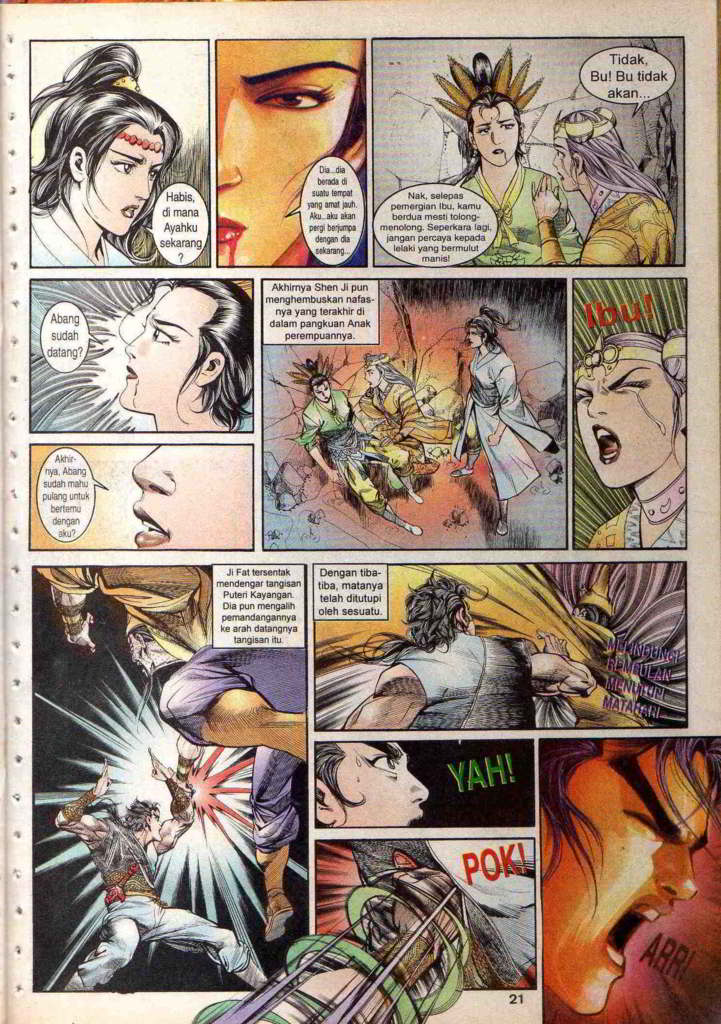 Habis,
di mana
Ayahku
sekarang
?
Dia...dia
berada di
suatu tempat
yang amat jauh.
Aku...aku akan
pergi berjumpa
dengan dia
sekarang...
Tidak,
Bu! Bu tidak
akan...
Nak, selepas
pemergian Ibu, kamu
berdua mesti tolong-
menolong. Seperkara lagi,
jangan percaya kepada
lelaki yang bermulut
manis!
Abang
sudah
datang?
Akhir-
nya, Abang
sudah mahu
pulang untuk
bertemu
dengan
aku?
Akhirnya Shen Ji pun
menghembuskan nafas-
nya yang terakhir di
dalam pangkuan Anak
perempuannya.
Ibu!
Ji Fat tersentak
mendengar tangisan
Puteri Kayangan.
Dia pun mengalih
pemandangannya
ke arah datangnya
tangisan itu.
Dengan tiba-
tiba, matanya
telah ditutupi
oleh sesuatu.
MELINDUNGI
REMBULAN
MENUTUPI
MATAHARI
YAH!
POK!
ARR!
21